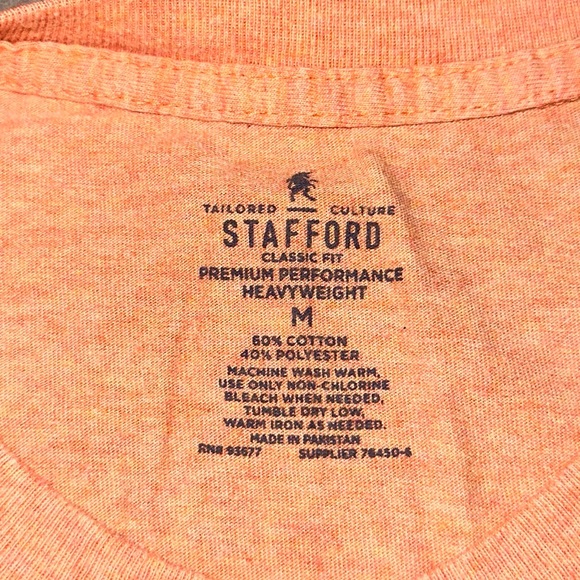 TAILORED CULTURE
STAFFORD
CLASSIC FIT
PREMIUM PERFORMANCE
HEAVYWEIGHT
M
60% COTTON
40% POLYESTER
MACHINE WASH WARM,
USE ONLY NON-CHLORINE
BLEACH WHEN NEEDED,
TUMBLE DRY LOW,
WARM IRON AS NEEDED.
MADE IN PAKISTAN
RN# 93677 SUPPLIER 76450-6